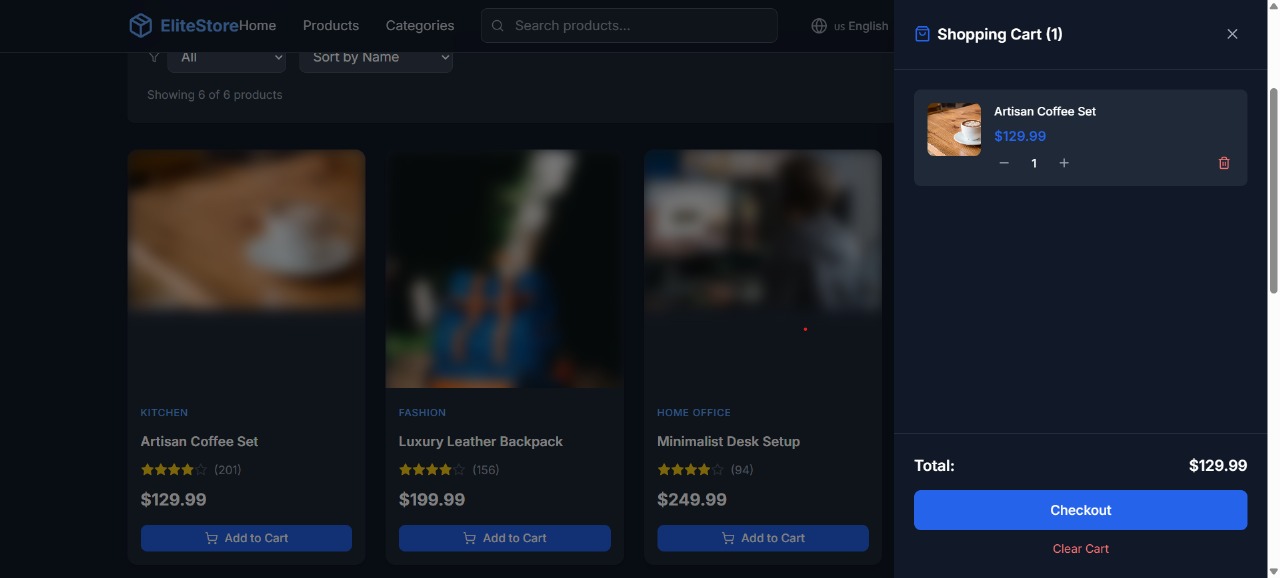 EliteStore
Home
Products
Categories
Search products...
us English
All
Sort by Name
Showing 6 of 6 products
KITCHEN
Artisan Coffee Set
(201)
$129.99
Add to Cart
FASHION
Luxury Leather Backpack
(156)
$199.99
Add to Cart
HOME OFFICE
Minimalist Desk Setup
(94)
$249.99
Add to Cart
Shopping Cart (1)
Artisan Coffee Set
$129.99
1
Total: $129.99
Checkout
Clear Cart